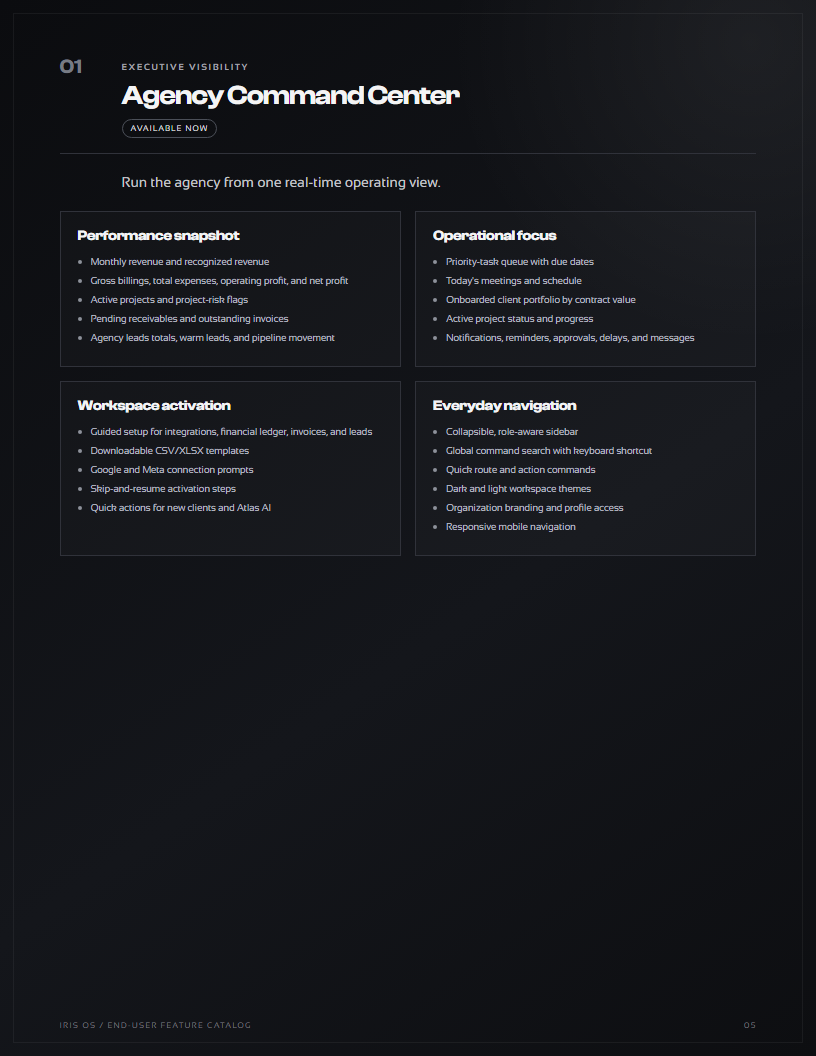 01
EXECUTIVE VISIBILITY
Agency Command Center
AVAILABLE NOW
Run the agency from one real-time operating view.
Performance snapshot
Monthly revenue and recognized revenue
Gross billings, total expenses, operating profit, and net profit
Active projects and project-risk flags
Pending receivables and outstanding invoices
Agency leads totals, warm leads, and pipeline movement
Operational focus
Priority-task queue with due dates
Today's meetings and schedule
Onboarded client portfolio by contract value
Active project status and progress
Notifications, reminders, approvals, delays, and messages
Workspace activation
Guided setup for integrations, financial ledger, invoices, and leads
Downloadable CSV/XLSX templates
Google and Meta connection prompts
Skip-and-resume activation steps
Quick actions for new clients and Atlas AI
Everyday navigation
Collapsible, role-aware sidebar
Global command search with keyboard shortcut
Quick route and action commands
Dark and light workspace themes
Organization branding and profile access
Responsive mobile navigation
IRIS OS / END-USER FEATURE CATALOG
05